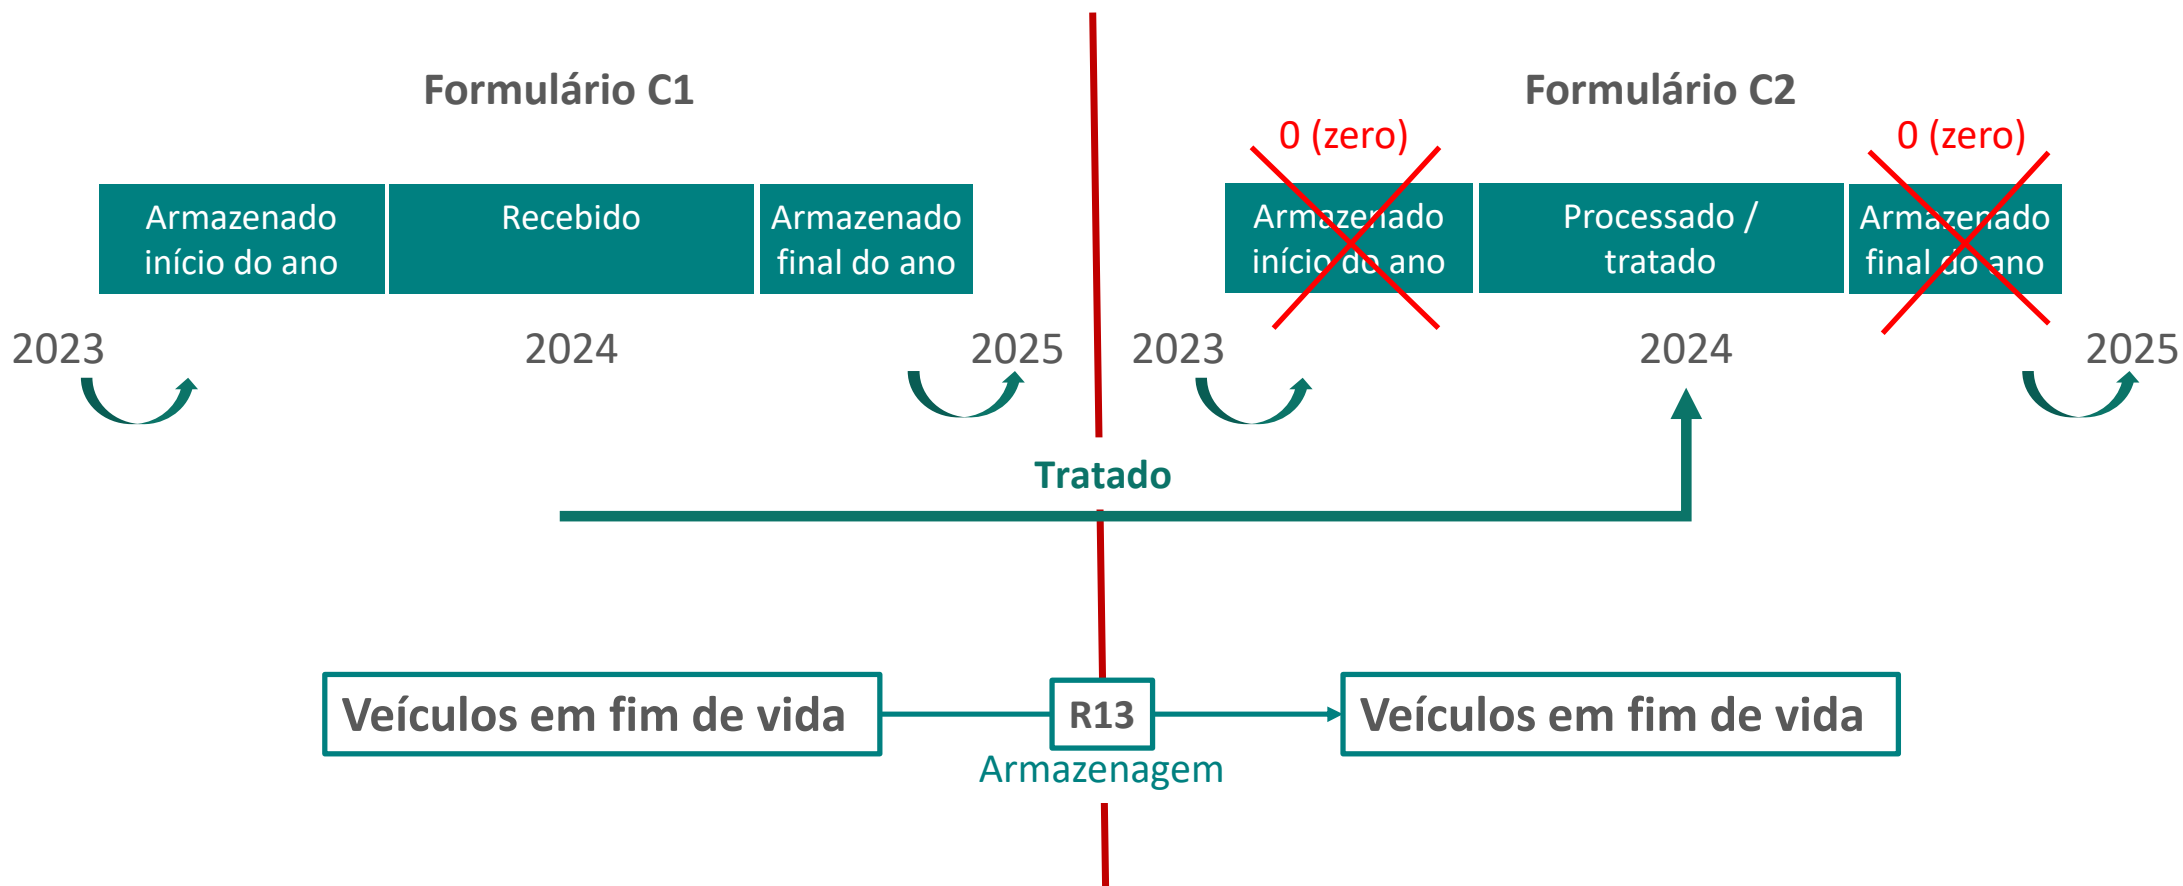 Formulário C1
Armazenado
início do ano
Recebido
Armazenado
final do ano
2023
2024
2025
Formulário C2
0 (zero)
0 (zero)
Armazenado
início do ano
Processado /
tratado
Armazenado
final do ano
2023
2024
2025
Tratado
Veículos em fim de vida
R13
Armazenagem
Veículos em fim de vida